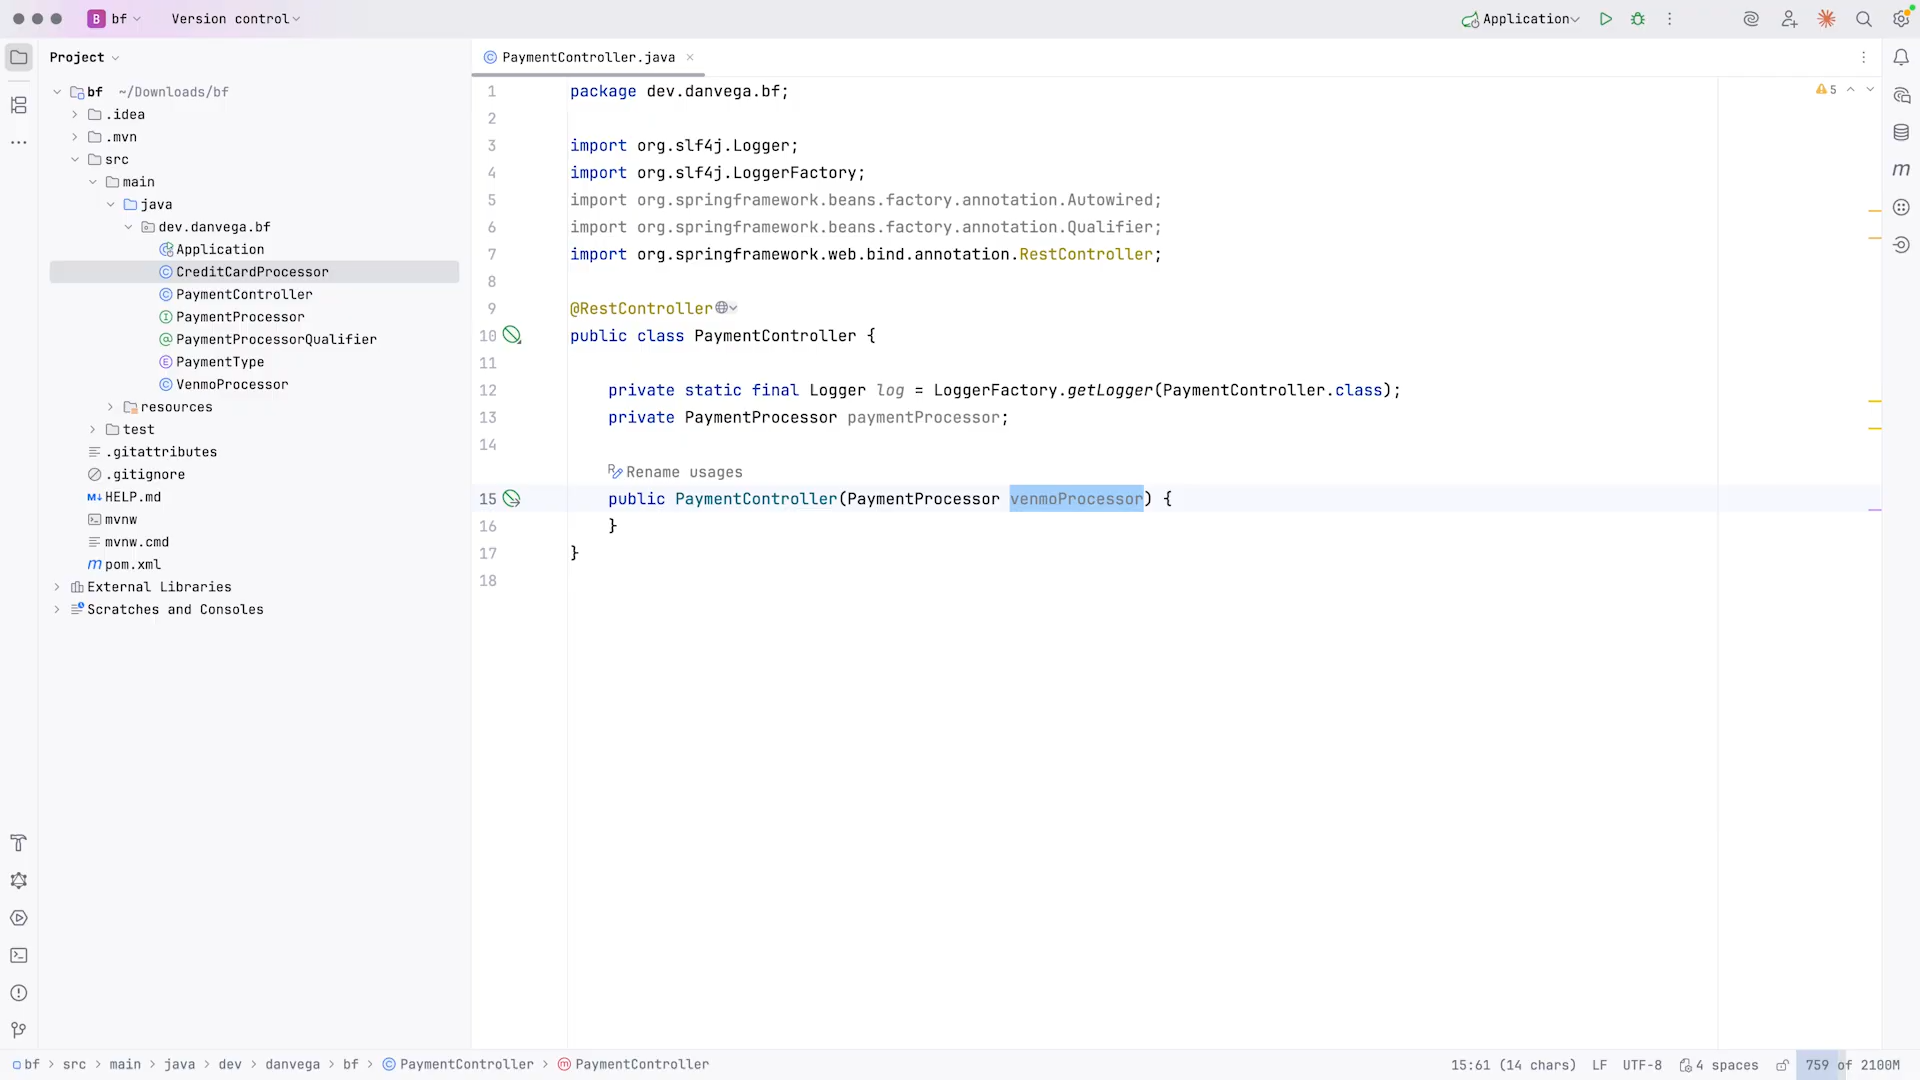 B bf Version control Application
Project
PaymentController.java
bf ~/Downloads/bf
.idea
.mvn
src
main
java
dev.danvega.bf
Application
CreditCardProcessor
PaymentController
PaymentProcessor
PaymentProcessorQualifier
PaymentType
VenmoProcessor
resources
test
.gitattributes
.gitignore
HELP.md
mvnw
mvnw.cmd
pom.xml
External Libraries
Scratches and Consoles
5
1 package dev.danvega.bf;
2
3 import org.slf4j.Logger;
4 import org.slf4j.LoggerFactory;
5 import org.springframework.beans.factory.annotation.Autowired;
6 import org.springframework.beans.factory.annotation.Qualifier;
7 import org.springframework.web.bind.annotation.RestController;
8
9 @RestController
10 public class PaymentController {
11
12 private static final Logger log = LoggerFactory.getLogger(PaymentController.class);
13 private PaymentProcessor paymentProcessor;
14
Rename usages
15 public PaymentController(PaymentProcessor venmoProcessor) {
16 }
17 }
18
bf > src > main > java > dev > danvega > bf > PaymentController > PaymentController
15:61 (14 chars) LF UTF-8 4 spaces 759 of 2100M